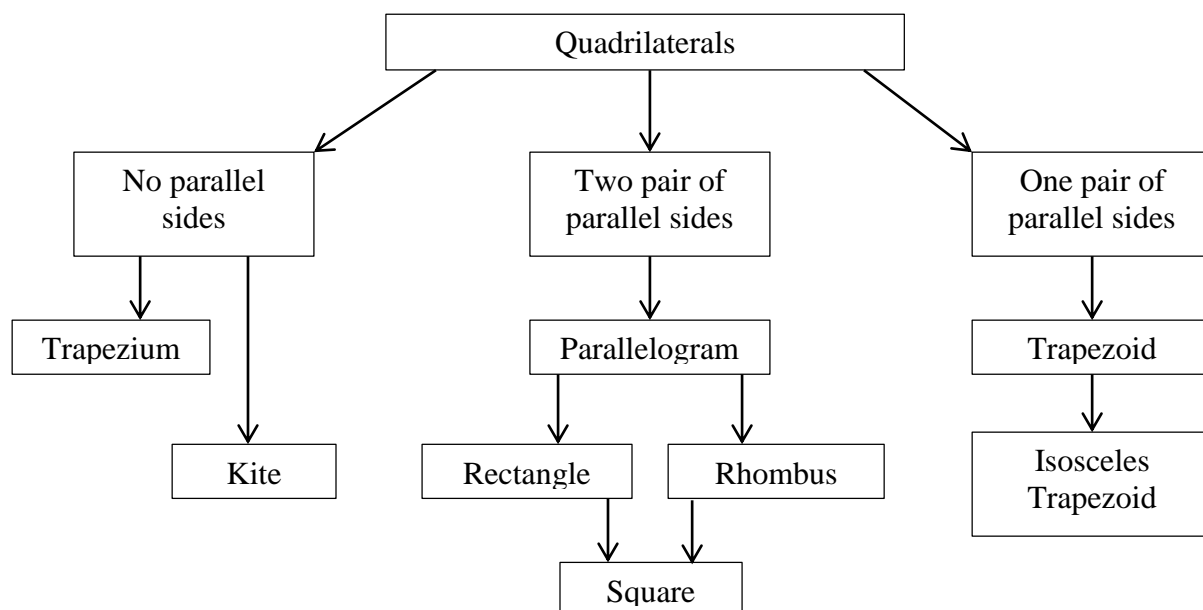 Quadrilaterals
No parallel
sides
Two pair of
parallel sides
One pair of
parallel sides
Trapezium
Parallelogram
Trapezoid
Kite
Rectangle
Rhombus
Isosceles
Trapezoid
Square